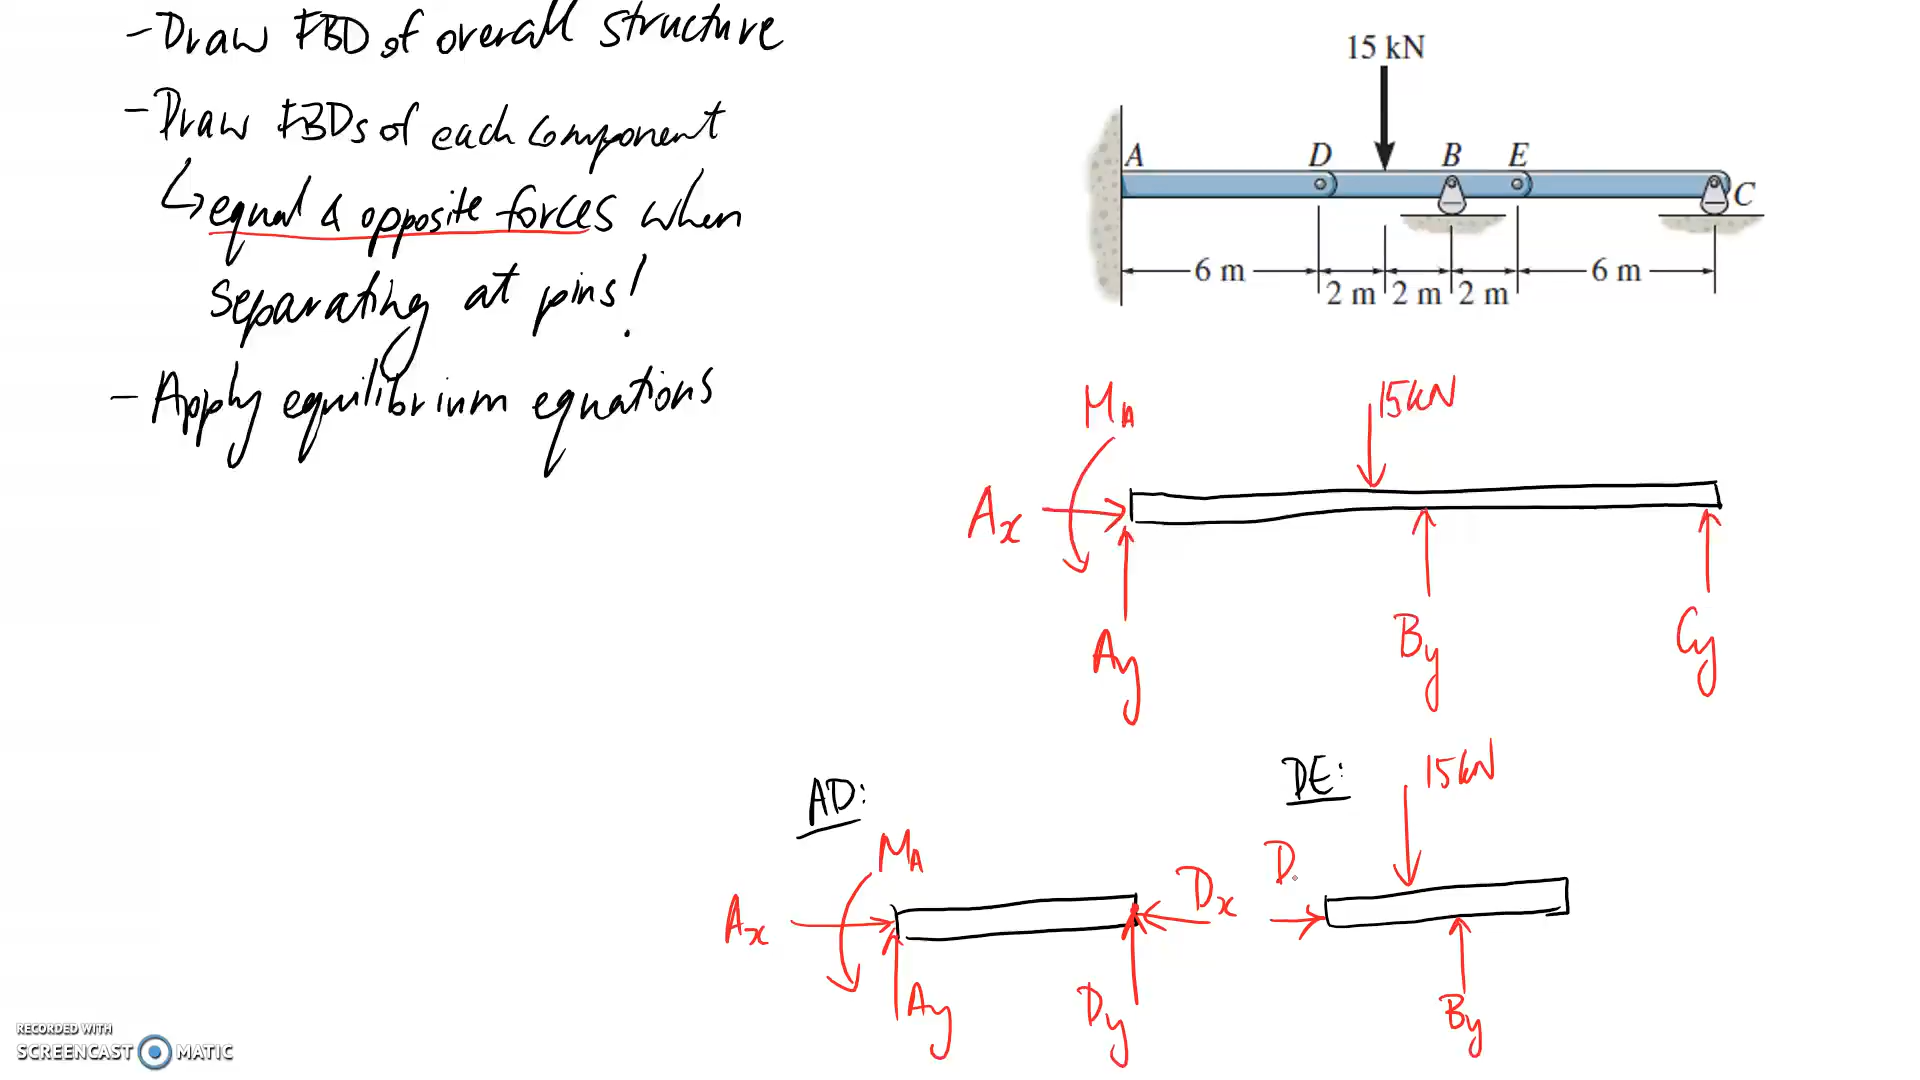 - Draw FBD of overall structure
- Draw FBDs of each component
↳ equal & opposite forces when
separating at pins!
- Apply equilibrium equations
15 kN
A D B E
C
6 m 6 m
2 m 2 m 2 m
MA 15kN
Ax
Ay By Cy
AD: DE: 15kN
MA
Ax Dx D
Ay Dy By
RECORDED WITH
SCREENCAST MATIC